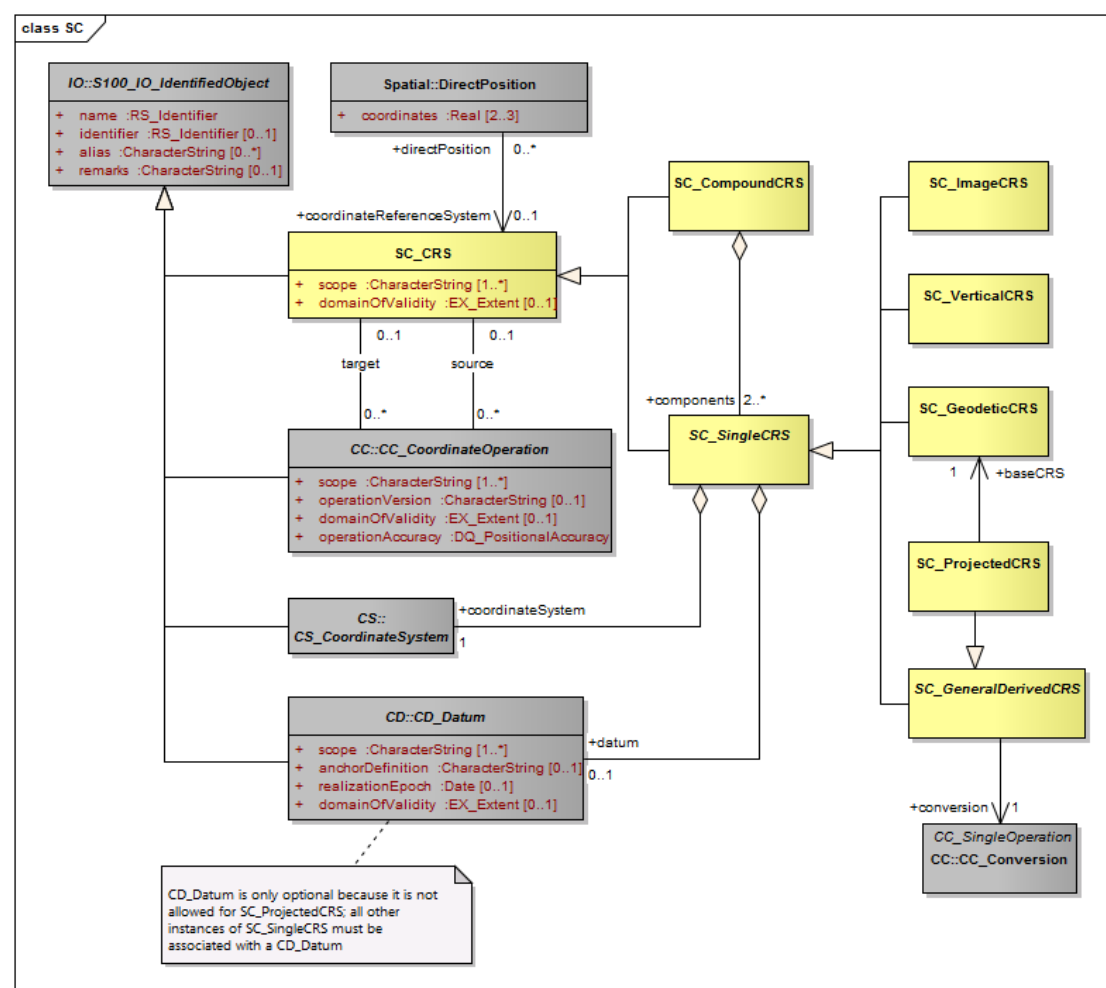 class SC
IO::S100_IO_IdentifiedObject
+ name :RS_Identifier
+ identifier :RS_Identifier [0..1]
+ alias :CharacterString [0..*]
+ remarks :CharacterString [0..1]
Spatial::DirectPosition
+ coordinates :Real [2..3]
+directPosition
0..*
+coordinateReferenceSystem
0..1
SC_CRS
+ scope :CharacterString [1..*]
+ domainOfValidity :EX_Extent [0..1]
0..1
0..1
target
source
0..*
0..*
CC::CC_CoordinateOperation
+ scope :CharacterString [1..*]
+ operationVersion :CharacterString [0..1]
+ domainOfValidity :EX_Extent [0..1]
+ operationAccuracy :DQ_PositionalAccuracy
CS::
CS_CoordinateSystem
+coordinateSystem
1
CD::CD_Datum
+ scope :CharacterString [1..*]
+ anchorDefinition :CharacterString [0..1]
+ realizationEpoch :Date [0..1]
+ domainOfValidity :EX_Extent [0..1]
+datum
0..1
CD_Datum is only optional because it is not
allowed for SC_ProjectedCRS; all other
instances of SC_SingleCRS must be
associated with a CD_Datum
SC_CompoundCRS
+components
2..*
SC_SingleCRS
SC_ImageCRS
SC_VerticalCRS
SC_GeodeticCRS
1
+baseCRS
SC_ProjectedCRS
SC_GeneralDerivedCRS
+conversion
1
CC_SingleOperation
CC::CC_Conversion